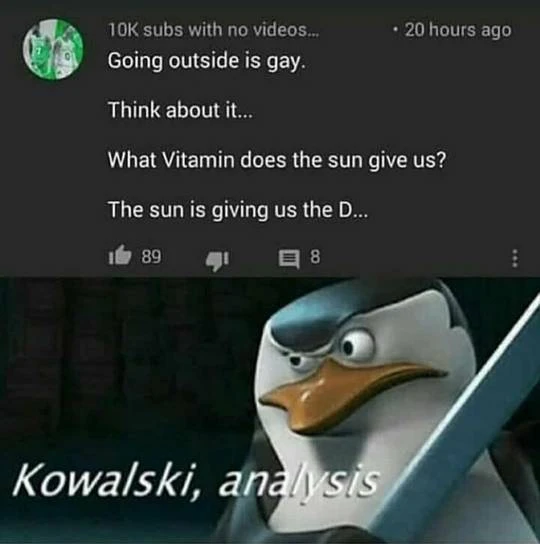 10K subs with no videos... • 20 hours ago
Going outside is gay.
Think about it...
What Vitamin does the sun give us?
The sun is giving us the D...
89 8
Kowalski, analysis